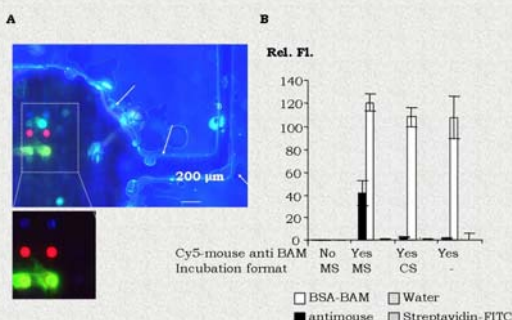 A
B
Rel. Fl.
140
120
100
80
60
40
20
0
200 µm
Cy5-mouse anti BAM No Yes Yes Yes
Incubation format MS MS CS -
BSA-BAM Water
antimouse Streptavidin-FITC